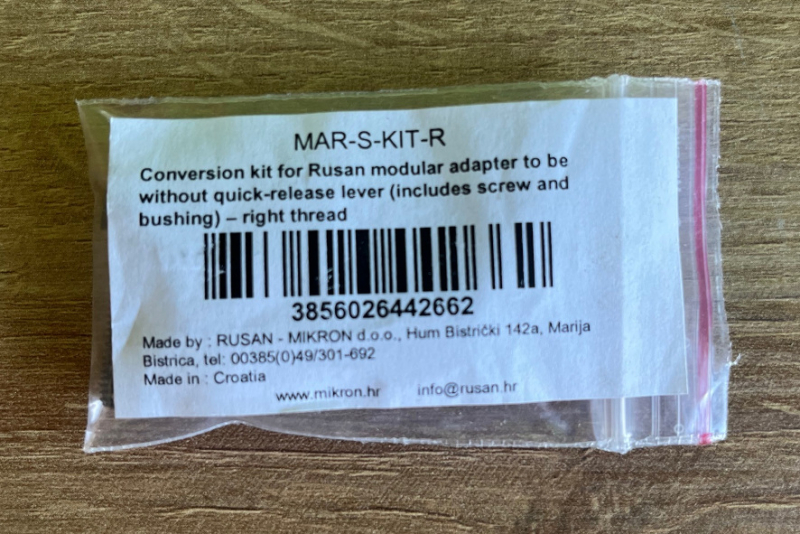 MAR-S-KIT-R
Conversion kit for Rusan modular adapter to be
without quick-release lever (includes screw and
bushing) – right thread
3856026442662
Made by : RUSAN - MIKRON d.o.o., Hum Bistrički 142a, Marija
Bistrica, tel: 00385(0)49/301-692
Made in : Croatia
www.mikron.hr info@rusan.hr